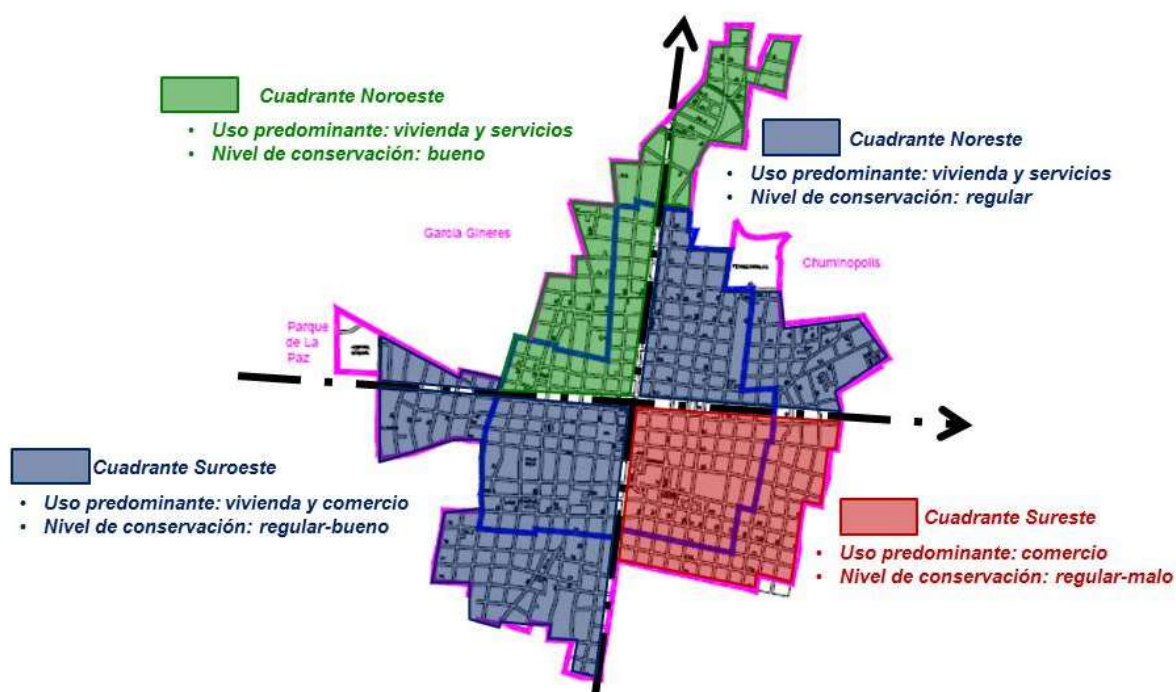 Cuadrante Noroeste
• Uso predominante: vivienda y servicios
• Nivel de conservación: bueno
Cuadrante Noreste
• Uso predominante: vivienda y servicios
• Nivel de conservación: regular
García Gineres
Chuminopolis
Parque
de La
Paz
Cuadrante Suroeste
• Uso predominante: vivienda y comercio
• Nivel de conservación: regular-bueno
Cuadrante Sureste
• Uso predominante: comercio
• Nivel de conservación: regular-malo